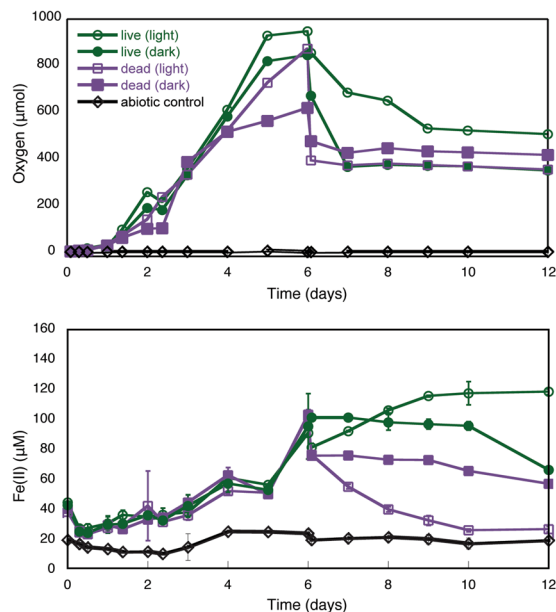 1000
800
600
400
200
0
Oxygen (μmol)
live (light)
live (dark)
dead (light)
dead (dark)
abiotic control
0 2 4 6 8 10 12
Time (days)
160
140
120
100
80
60
40
20
0
Fe(II) (μM)
0 2 4 6 8 10 12
Time (days)